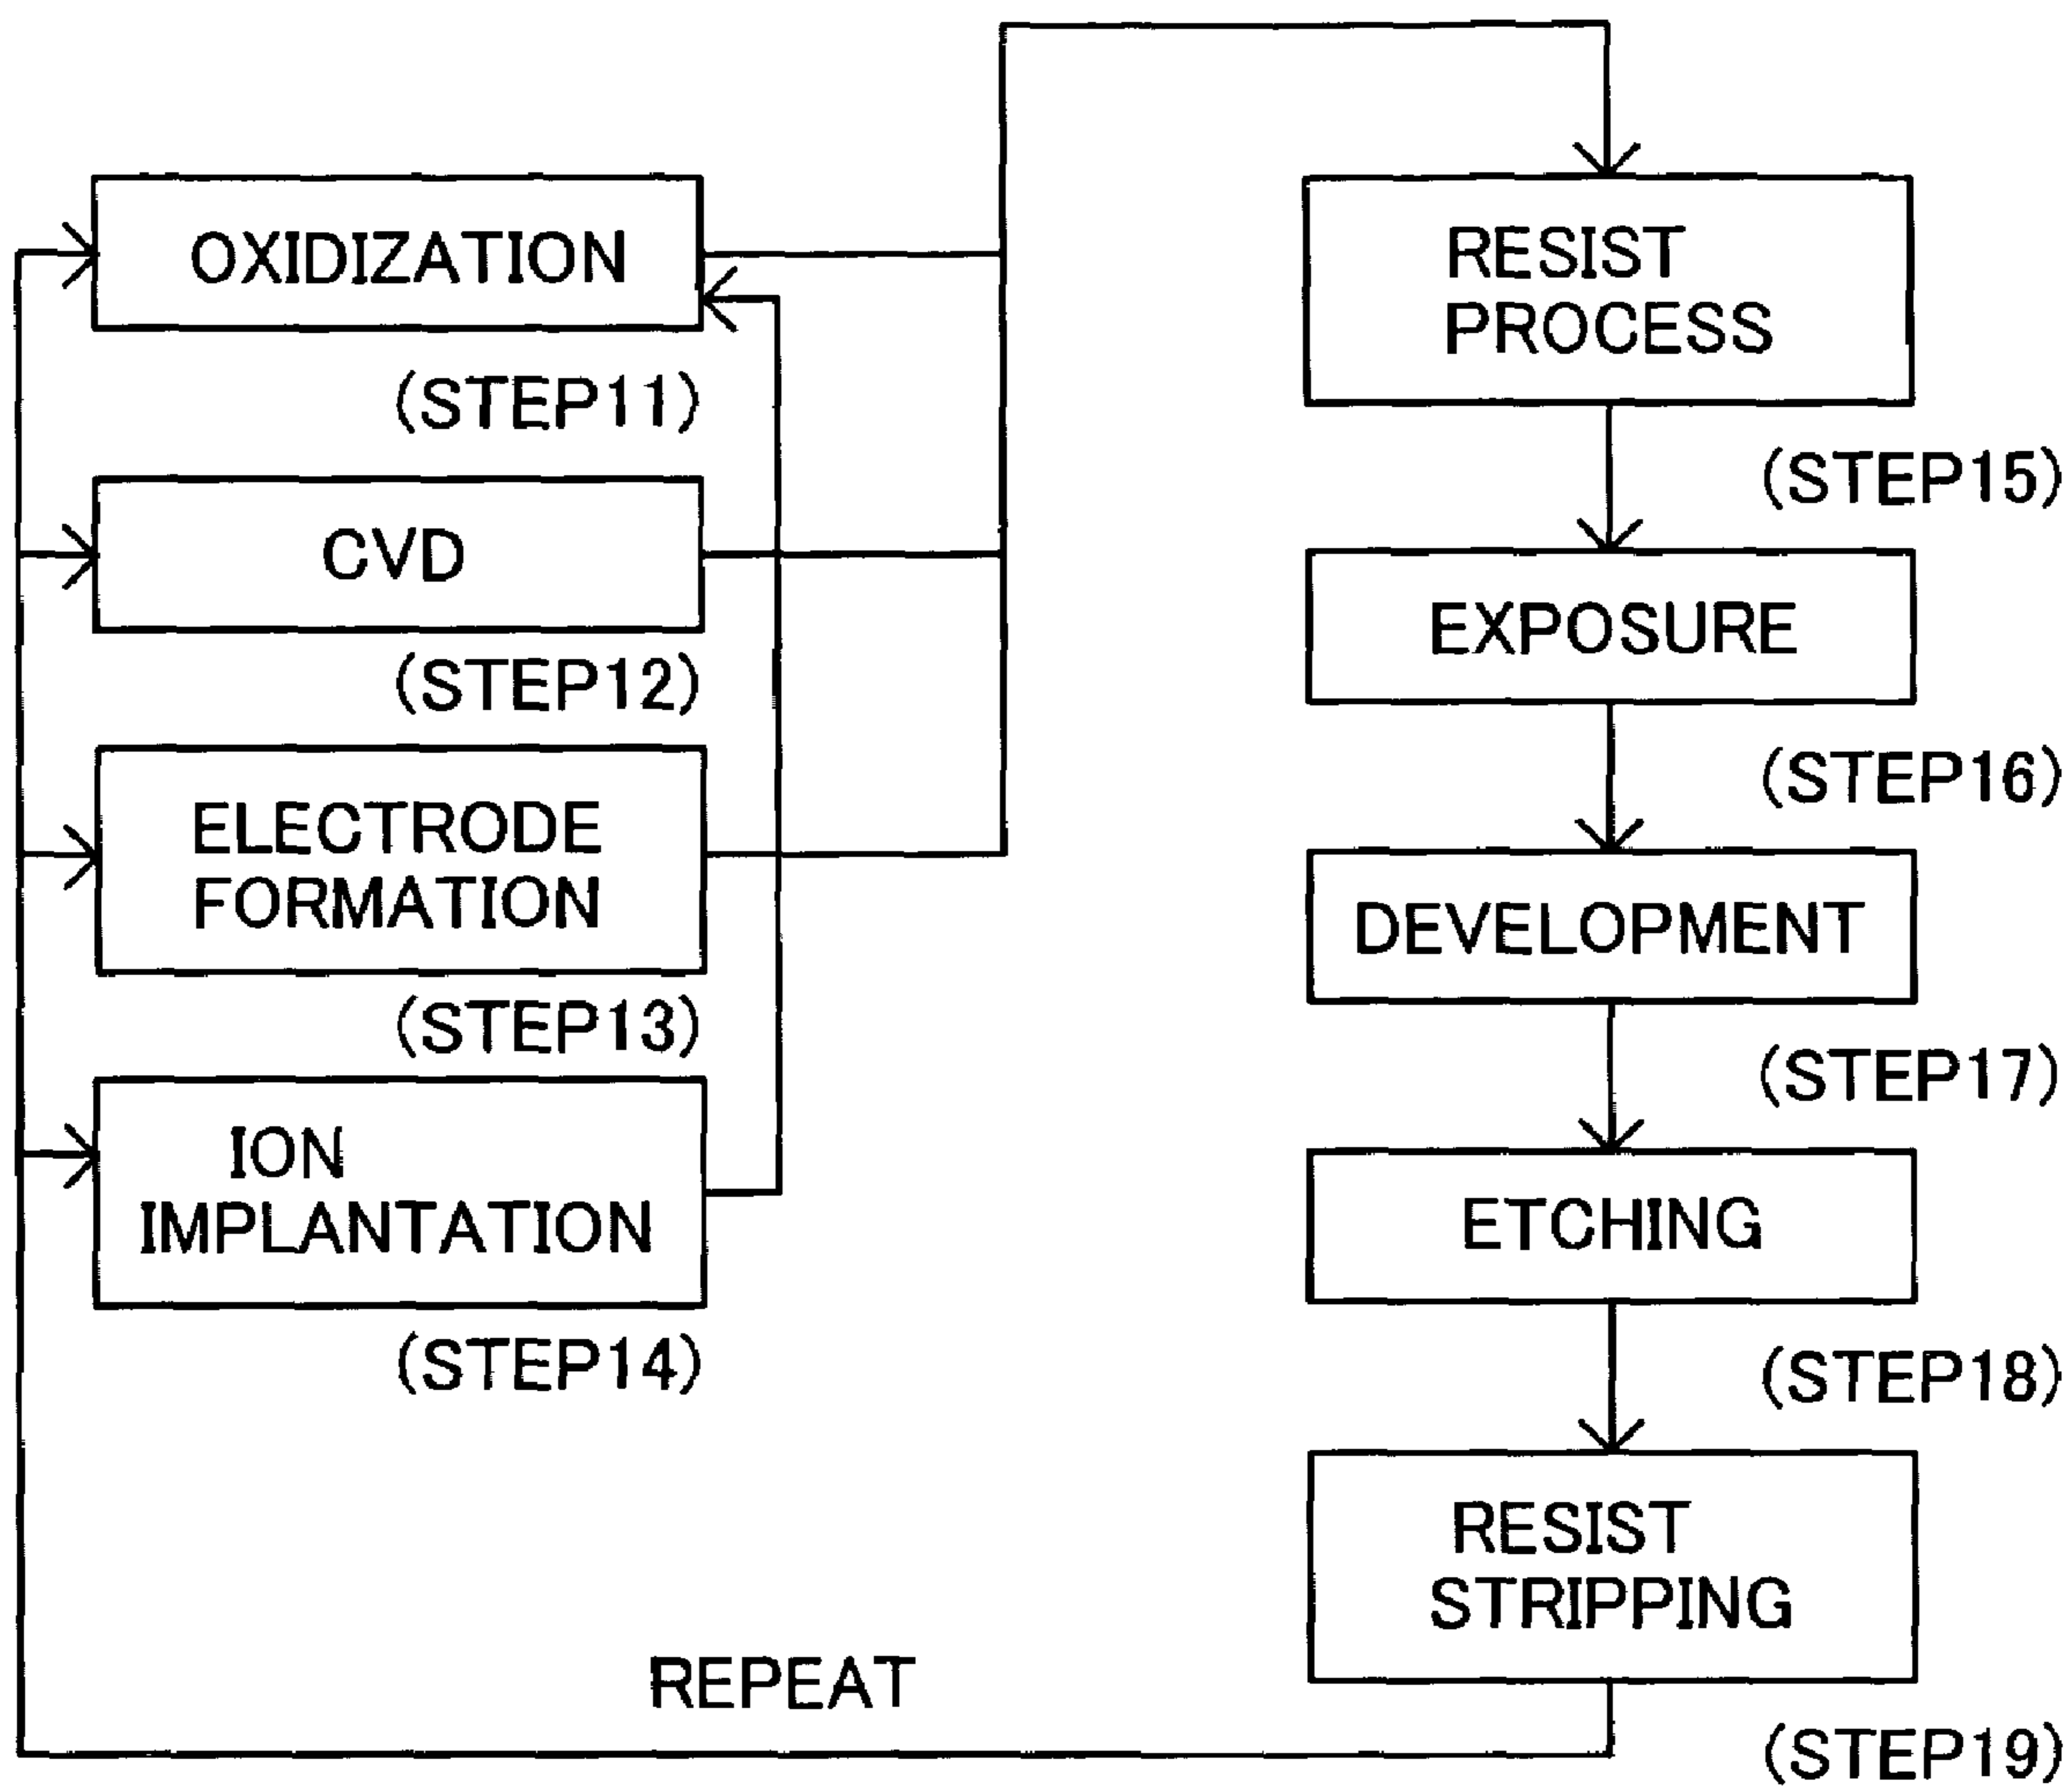 OXIDIZATION
(STEP11)
CVD
(STEP12)
ELECTRODE
FORMATION
(STEP13)
ION
IMPLANTATION
(STEP14)
RESIST
PROCESS
(STEP15)
EXPOSURE
(STEP16)
DEVELOPMENT
(STEP17)
ETCHING
(STEP18)
RESIST
STRIPPING
(STEP19)
REPEAT